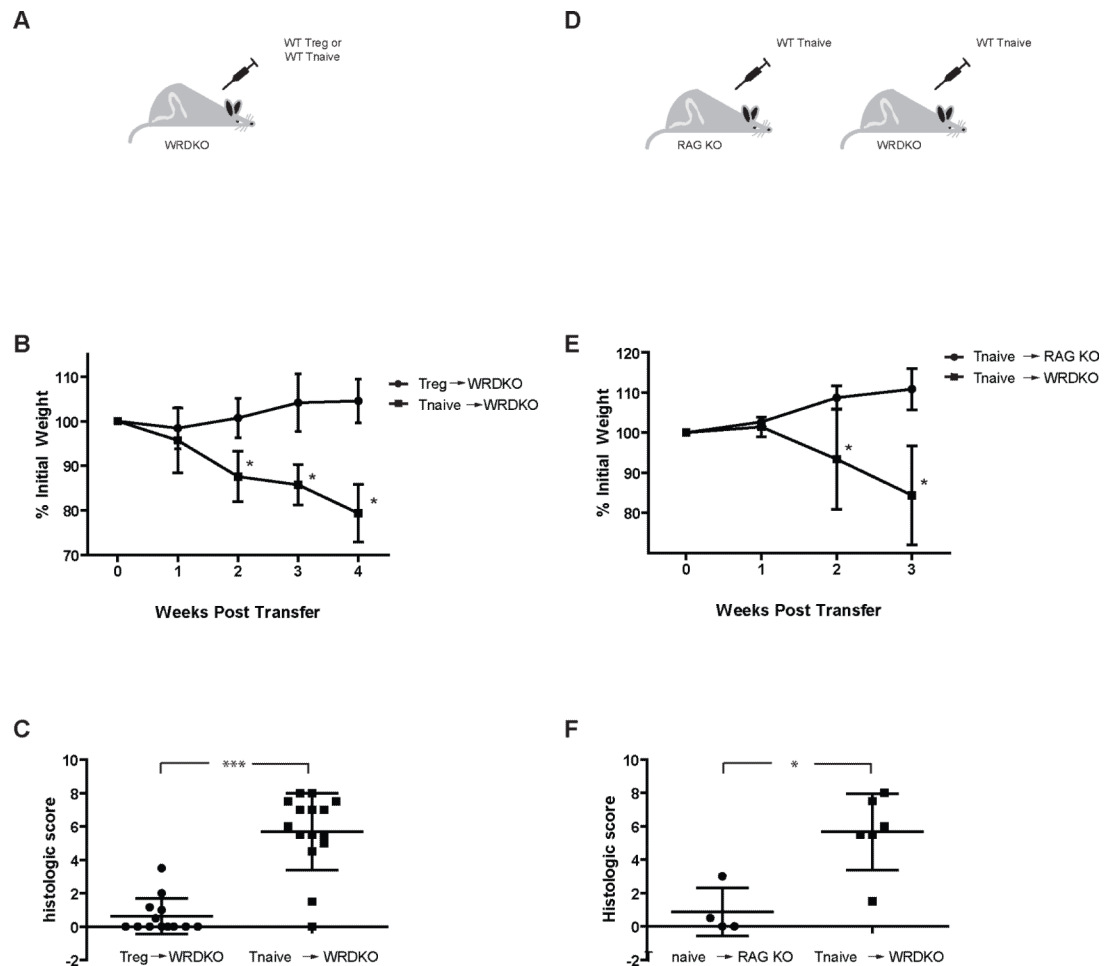 A
WT Treg or
WT Tnaive
WRDKO
D
WT Tnaive
WT Tnaive
RAG KO
WRDKO
B
% Initial Weight
110
100
90
80
70
0 1 2 3 4
Weeks Post Transfer
Treg → WRDKO
Tnaive → WRDKO
* * *
E
% Initial Weight
120
110
100
90
80
0 1 2 3
Weeks Post Transfer
Tnaive → RAG KO
Tnaive → WRDKO
* *
C
histologic score
10
8
6
4
2
0
-2
***
Treg → WRDKO Tnaive → WRDKO
F
Histologic score
10
8
6
4
2
0
-2
*
T naive → RAG KO Tnaive → WRDKO